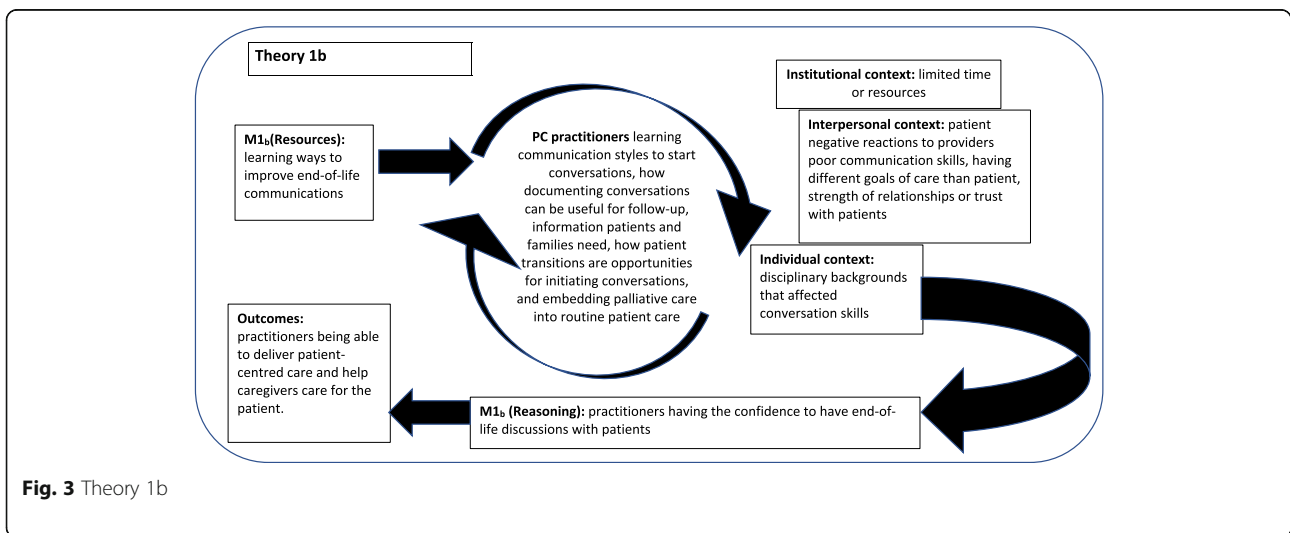 Theory 1b
M1b(Resources):
learning ways to
improve end-of-life
communications
PC practitioners learning
communication styles to start
conversations, how
documenting conversations
can be useful for follow-up,
information patients and
families need, how patient
transitions are opportunities
for initiating conversations,
and embedding palliative care
into routine patient care
Institutional context: limited time
or resources
Interpersonal context: patient
negative reactions to providers
poor communication skills, having
different goals of care than patient,
strength of relationships or trust
with patients
Individual context:
disciplinary backgrounds
that affected
conversation skills
M1b (Reasoning): practitioners having the confidence to have end-of-
life discussions with patients
Outcomes:
practitioners being able
to deliver patient-
centred care and help
caregivers care for the
patient.
Fig. 3 Theory 1b